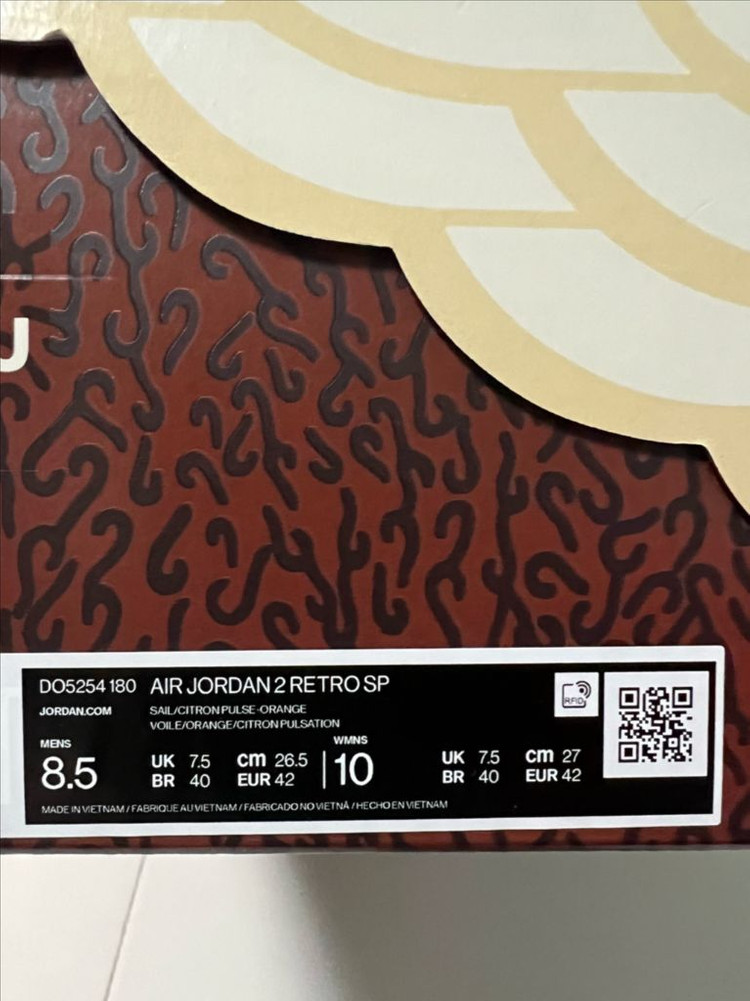 U
DO5254 180 AIR JORDAN 2 RETRO SP
JORDAN.COM
SAIL/CITRON PULSE-ORANGE
VOILE/ORANGE/CITRON PULSATION
MENS
8.5
UK 7.5 cm 26.5
BR 40 EUR 42
WMNS
10
UK 7.5 cm 27
BR 40 EUR 42
RFID
MADE IN VIETNAM / FABRIQUE AU VIETNAM / FABRICADO NO VIETNÃ / HECHO EN VIETNAM